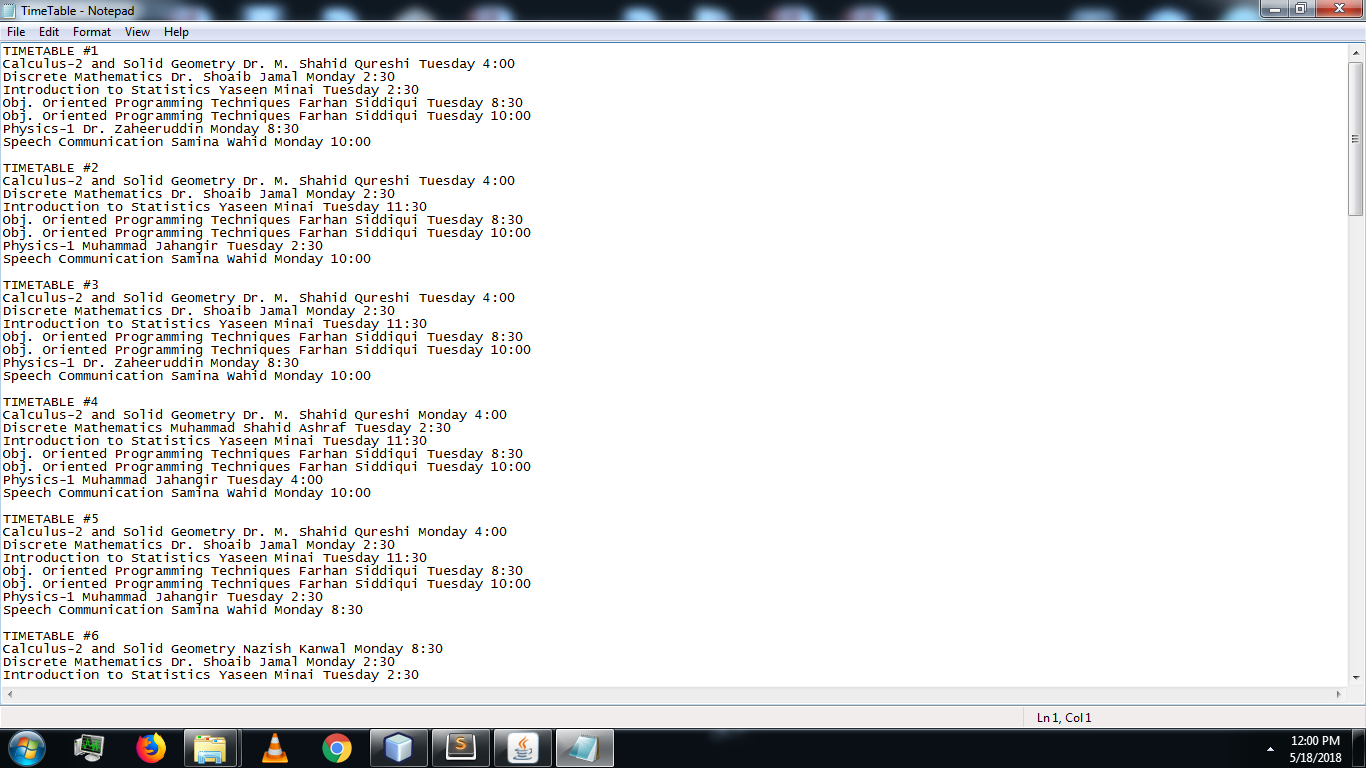 TimeTable - Notepad
File Edit Format View Help
TIMETABLE #1
Calculus-2 and Solid Geometry Dr. M. Shahid Qureshi Tuesday 4:00
Discrete Mathematics Dr. Shoaib Jamal Monday 2:30
Introduction to Statistics Yaseen Minai Tuesday 2:30
Obj. Oriented Programming Techniques Farhan Siddiqui Tuesday 8:30
Obj. Oriented Programming Techniques Farhan Siddiqui Tuesday 10:00
Physics-1 Dr. Zaheeruddin Monday 8:30
Speech Communication Samina Wahid Monday 10:00

TIMETABLE #2
Calculus-2 and Solid Geometry Dr. M. Shahid Qureshi Tuesday 4:00
Discrete Mathematics Dr. Shoaib Jamal Monday 2:30
Introduction to Statistics Yaseen Minai Tuesday 11:30
Obj. Oriented Programming Techniques Farhan Siddiqui Tuesday 8:30
Obj. Oriented Programming Techniques Farhan Siddiqui Tuesday 10:00
Physics-1 Muhammad Jahangir Tuesday 2:30
Speech Communication Samina Wahid Monday 10:00

TIMETABLE #3
Calculus-2 and Solid Geometry Dr. M. Shahid Qureshi Tuesday 4:00
Discrete Mathematics Dr. Shoaib Jamal Monday 2:30
Introduction to Statistics Yaseen Minai Tuesday 11:30
Obj. Oriented Programming Techniques Farhan Siddiqui Tuesday 8:30
Obj. Oriented Programming Techniques Farhan Siddiqui Tuesday 10:00
Physics-1 Dr. Zaheeruddin Monday 8:30
Speech Communication Samina Wahid Monday 10:00

TIMETABLE #4
Calculus-2 and Solid Geometry Dr. M. Shahid Qureshi Monday 4:00
Discrete Mathematics Muhammad Shahid Ashraf Tuesday 2:30
Introduction to Statistics Yaseen Minai Tuesday 11:30
Obj. Oriented Programming Techniques Farhan Siddiqui Tuesday 8:30
Obj. Oriented Programming Techniques Farhan Siddiqui Tuesday 10:00
Physics-1 Muhammad Jahangir Tuesday 4:00
Speech Communication Samina Wahid Monday 10:00

TIMETABLE #5
Calculus-2 and Solid Geometry Dr. M. Shahid Qureshi Monday 4:00
Discrete Mathematics Dr. Shoaib Jamal Monday 2:30
Introduction to Statistics Yaseen Minai Tuesday 11:30
Obj. Oriented Programming Techniques Farhan Siddiqui Tuesday 8:30
Obj. Oriented Programming Techniques Farhan Siddiqui Tuesday 10:00
Physics-1 Muhammad Jahangir Tuesday 2:30
Speech Communication Samina Wahid Monday 8:30

TIMETABLE #6
Calculus-2 and Solid Geometry Nazish Kanwal Monday 8:30
Discrete Mathematics Dr. Shoaib Jamal Monday 2:30
Introduction to Statistics Yaseen Minai Tuesday 2:30
Ln 1, Col 1
12:00 PM
5/18/2018